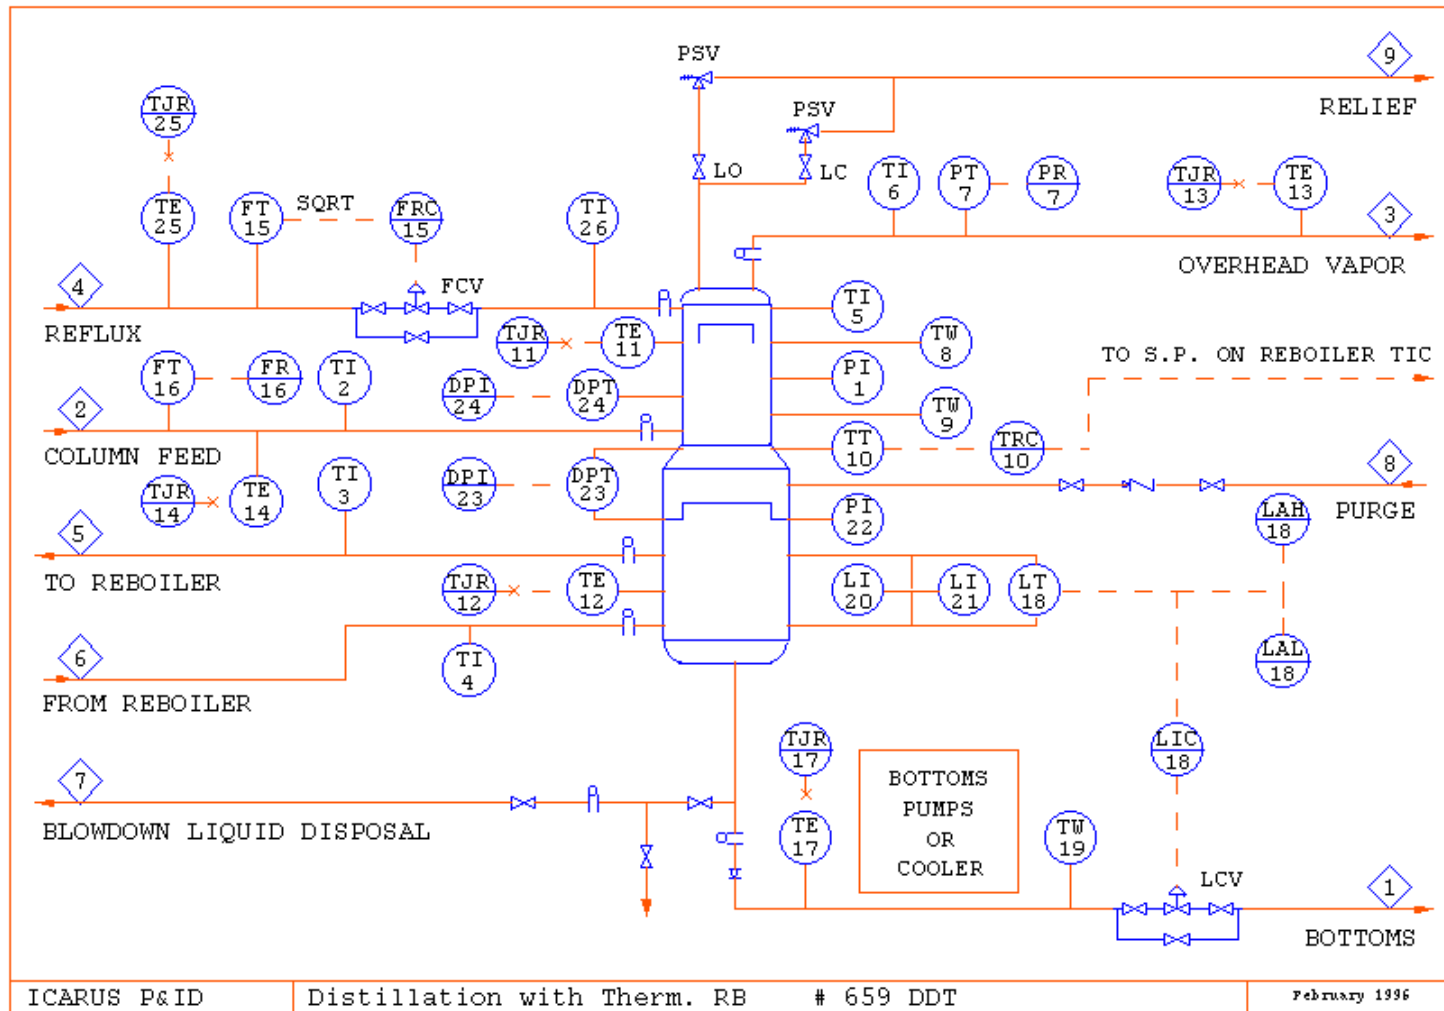 PSV
9
RELIEF
TJR
25
PSV
LO
LC
TE
25
FT
15
SQRT
FRC
15
TI
26
TI
6
PT
7
PR
7
TJR
13
TE
13
3
OVERHEAD VAPOR
4
REFLUX
FCV
TI
5
TJR
11
TE
11
TW
8
TO S.P. ON REBOILER TIC
FT
16
FR
16
TI
2
DPI
24
DPT
24
PI
1
TW
9
2
COLUMN FEED
TT
10
TRC
10
TJR
14
TE
14
TI
3
DPI
23
DPT
23
8
PURGE
PI
22
LAH
18
5
TO REBOILER
TJR
12
TE
12
LI
20
LI
21
LT
18
6
FROM REBOILER
TI
4
LAL
18
LIC
18
7
BLOWDOWN LIQUID DISPOSAL
TJR
17
TE
17
BOTTOMS
PUMPS
OR
COOLER
TW
19
LCV
1
BOTTOMS
ICARUS P&ID
Distillation with Therm. RB # 659 DDT
February 1996